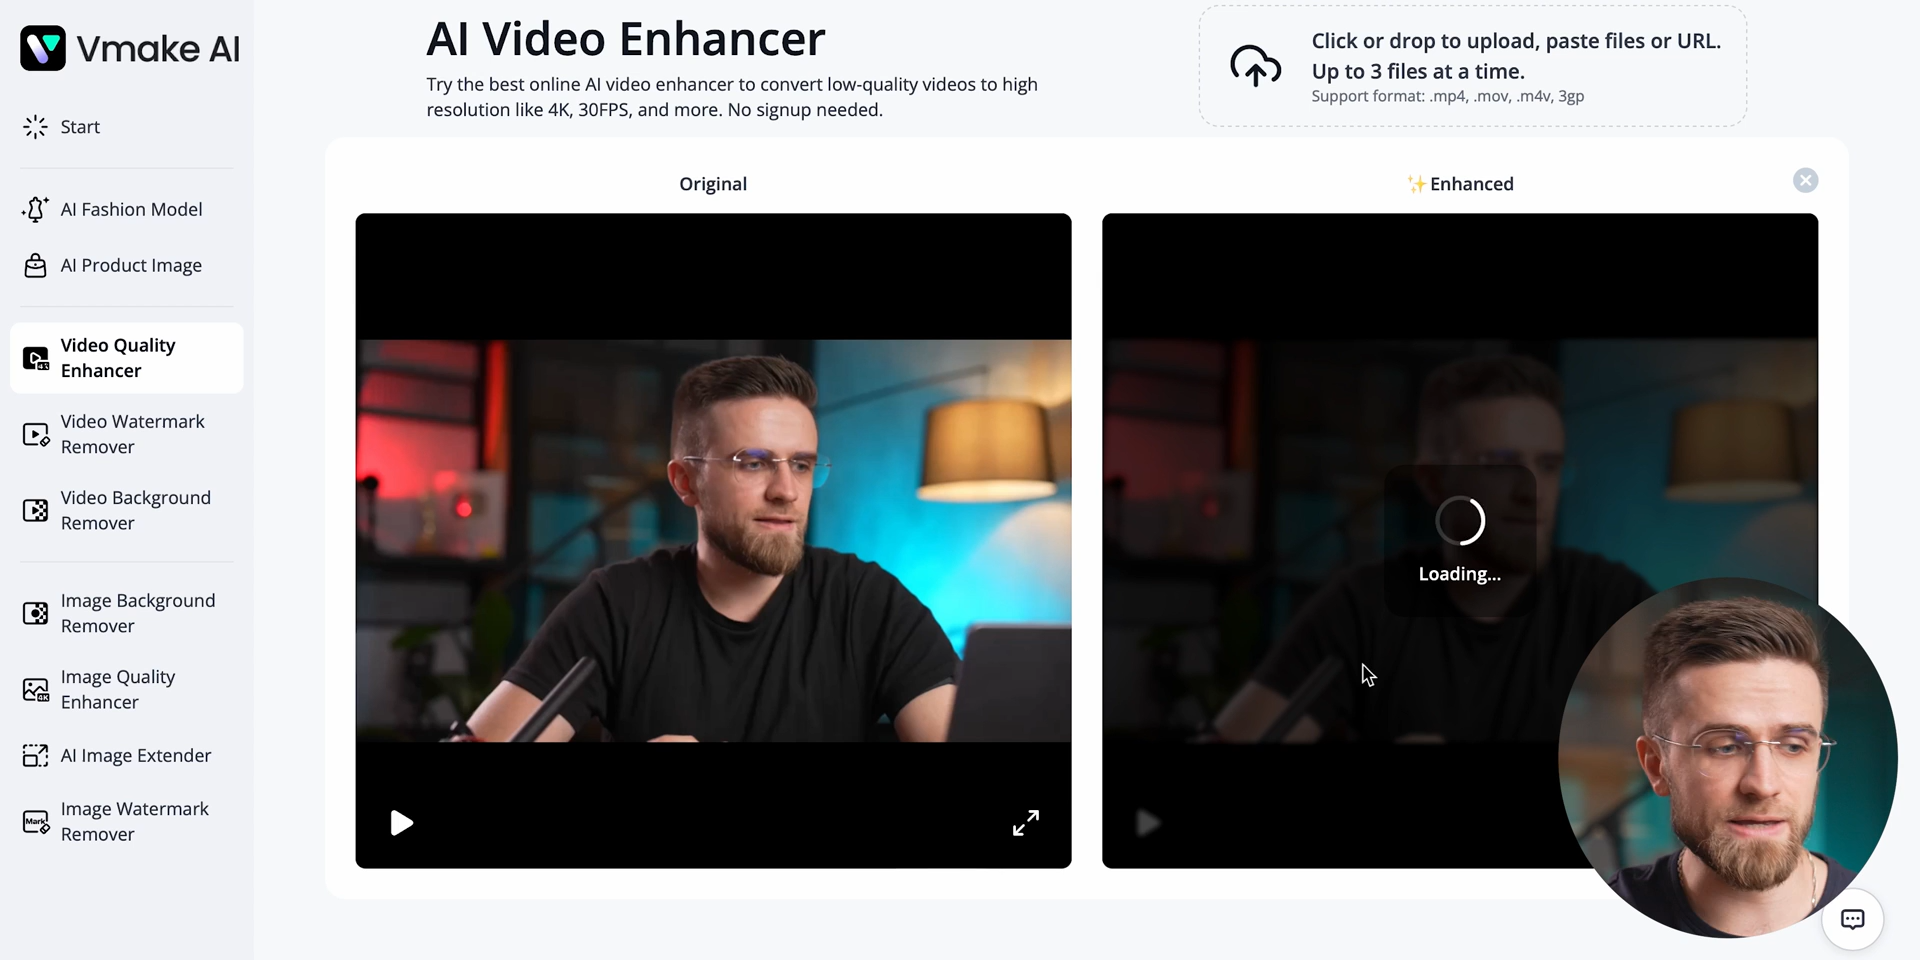 Vmake AI
Start
AI Fashion Model
AI Product Image
Video Quality
Enhancer
Video Watermark
Remover
Video Background
Remover
Image Background
Remover
Image Quality
Enhancer
AI Image Extender
Image Watermark
Remover
AI Video Enhancer
Try the best online AI video enhancer to convert low-quality videos to high
resolution like 4K, 30FPS, and more. No signup needed.
Click or drop to upload, paste files or URL.
Up to 3 files at a time.
Support format: .mp4, .mov, .m4v, 3gp
Original
✨Enhanced
Loading...